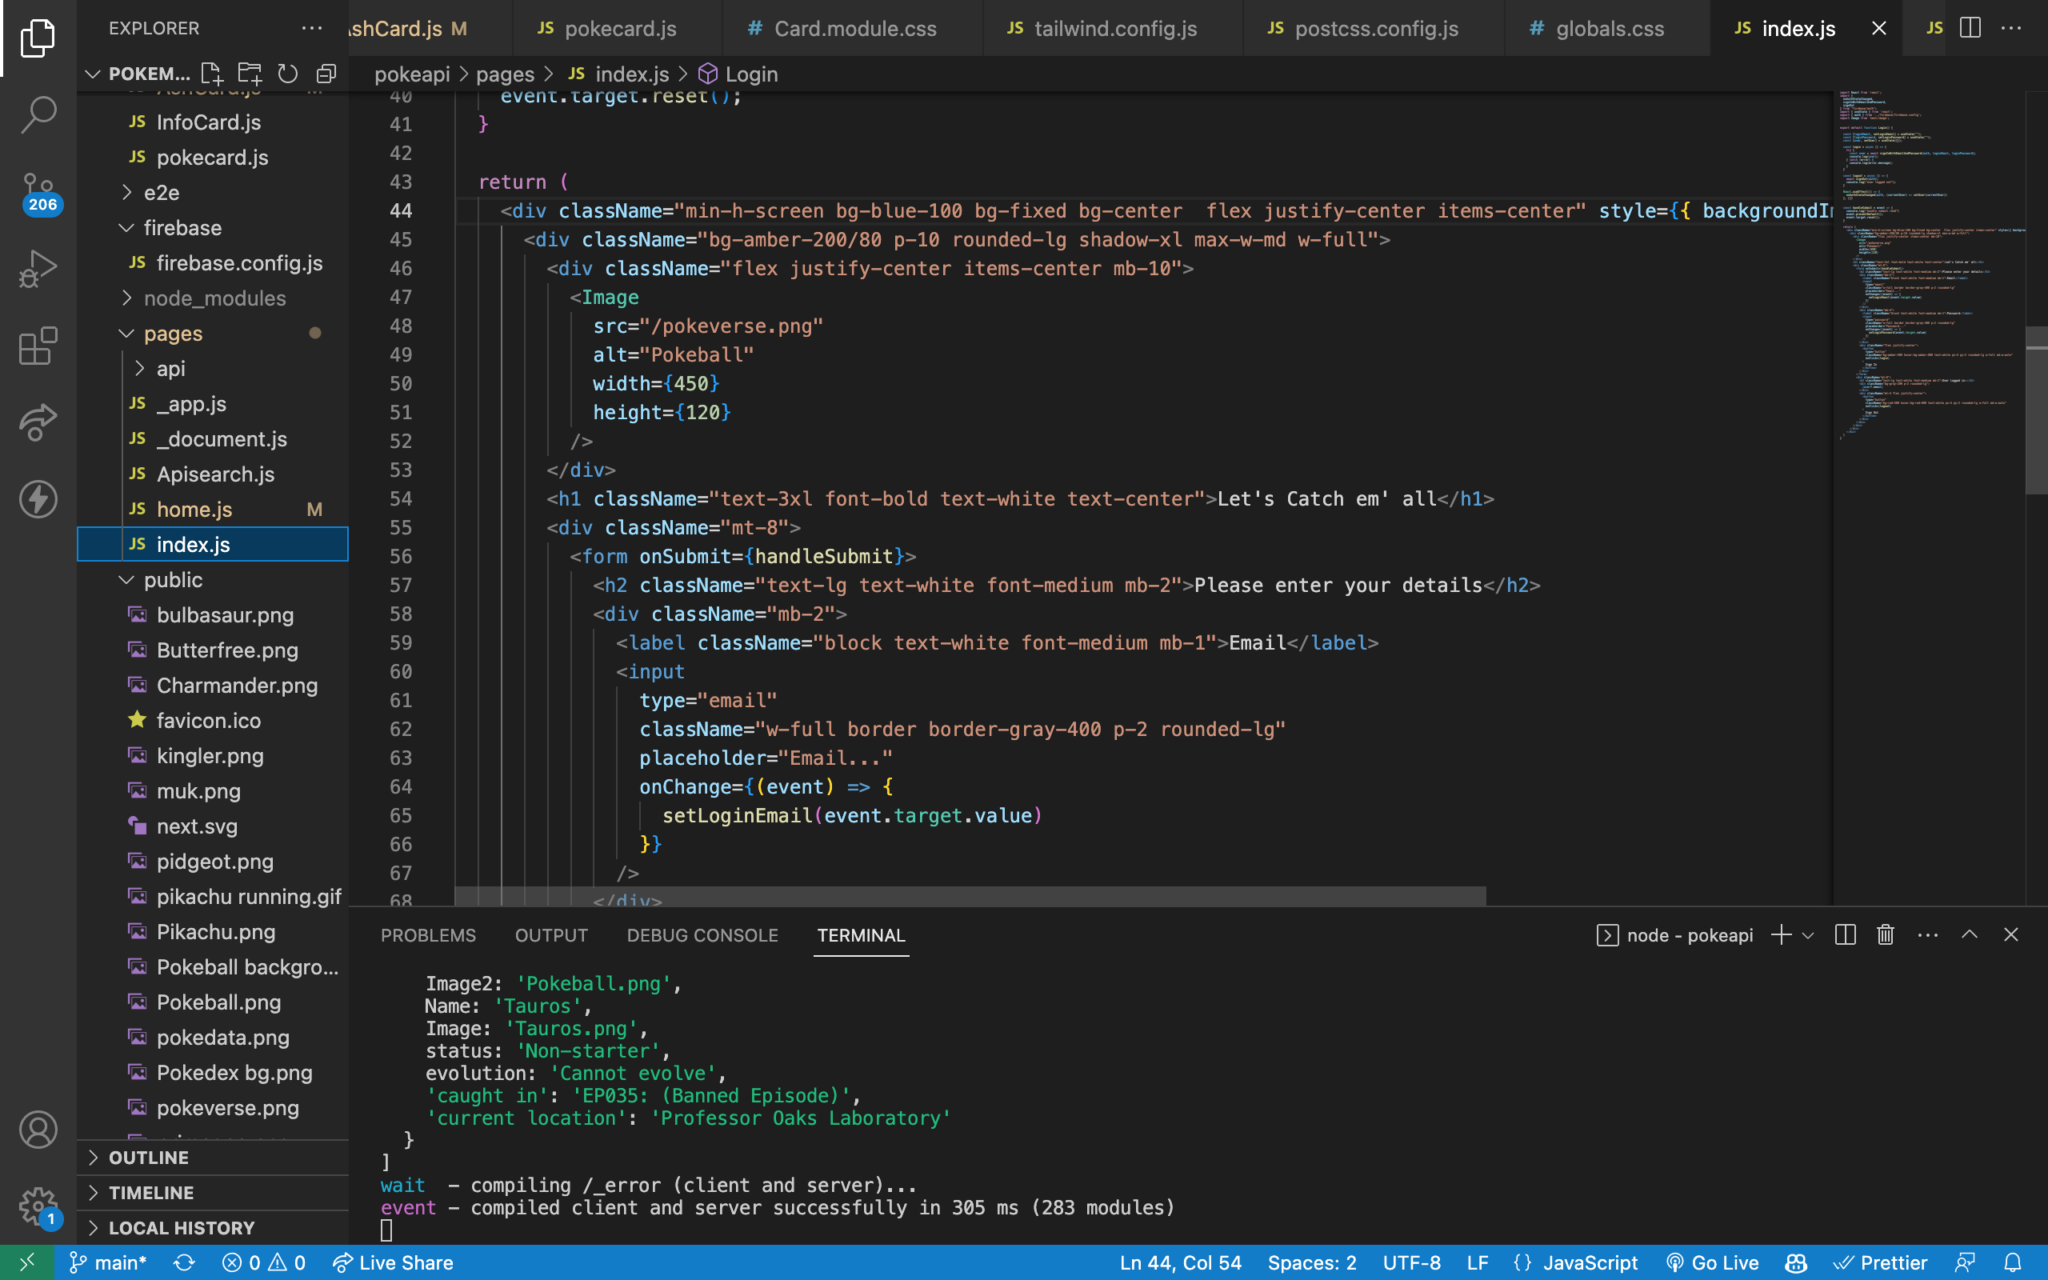 EXPLORER
AshCard.js M
JS pokecard.js
# Card.module.css
JS tailwind.config.js
JS postcss.config.js
# globals.css
JS index.js
JS
POKEM...
pokeapi > pages > JS index.js > Login
AshCard.js M
JS InfoCard.js
JS pokecard.js
e2e
firebase
JS firebase.config.js
node_modules
pages
api
JS _app.js
JS _document.js
JS Apisearch.js
JS home.js M
JS index.js
public
bulbasaur.png
Butterfree.png
Charmander.png
favicon.ico
kingler.png
muk.png
next.svg
pidgeot.png
pikachu running.gif
Pikachu.png
Pokeball backgro...
Pokeball.png
pokedata.png
Pokedex bg.png
pokeverse.png
OUTLINE
TIMELINE
LOCAL HISTORY
206
1
40 event.target.reset();
41 }
42
43 return (
44 <div className="min-h-screen bg-blue-100 bg-fixed bg-center  flex justify-center items-center" style={{ backgroundI
45 <div className="bg-amber-200/80 p-10 rounded-lg shadow-xl max-w-md w-full">
46 <div className="flex justify-center items-center mb-10">
47 <Image
48 src="/pokeverse.png"
49 alt="Pokeball"
50 width={450}
51 height={120}
52 />
53 </div>
54 <h1 className="text-3xl font-bold text-white text-center">Let's Catch em' all</h1>
55 <div className="mt-8">
56 <form onSubmit={handleSubmit}>
57 <h2 className="text-lg text-white font-medium mb-2">Please enter your details</h2>
58 <div className="mb-2">
59 <label className="block text-white font-medium mb-1">Email</label>
60 <input
61 type="email"
62 className="w-full border border-gray-400 p-2 rounded-lg"
63 placeholder="Email..."
64 onChange={(event) => {
65 setLoginEmail(event.target.value)
66 }}
67 />
68 </div>
PROBLEMS OUTPUT DEBUG CONSOLE TERMINAL
node - pokeapi
Image2: 'Pokeball.png',
Name: 'Tauros',
Image: 'Tauros.png',
status: 'Non-starter',
evolution: 'Cannot evolve',
'caught in': 'EP035: (Banned Episode)',
'current location': 'Professor Oaks Laboratory'
}
]
wait  - compiling /_error (client and server)...
event - compiled client and server successfully in 305 ms (283 modules)
main* 0 0 Live Share Ln 44, Col 54 Spaces: 2 UTF-8 LF {} JavaScript Go Live Prettier